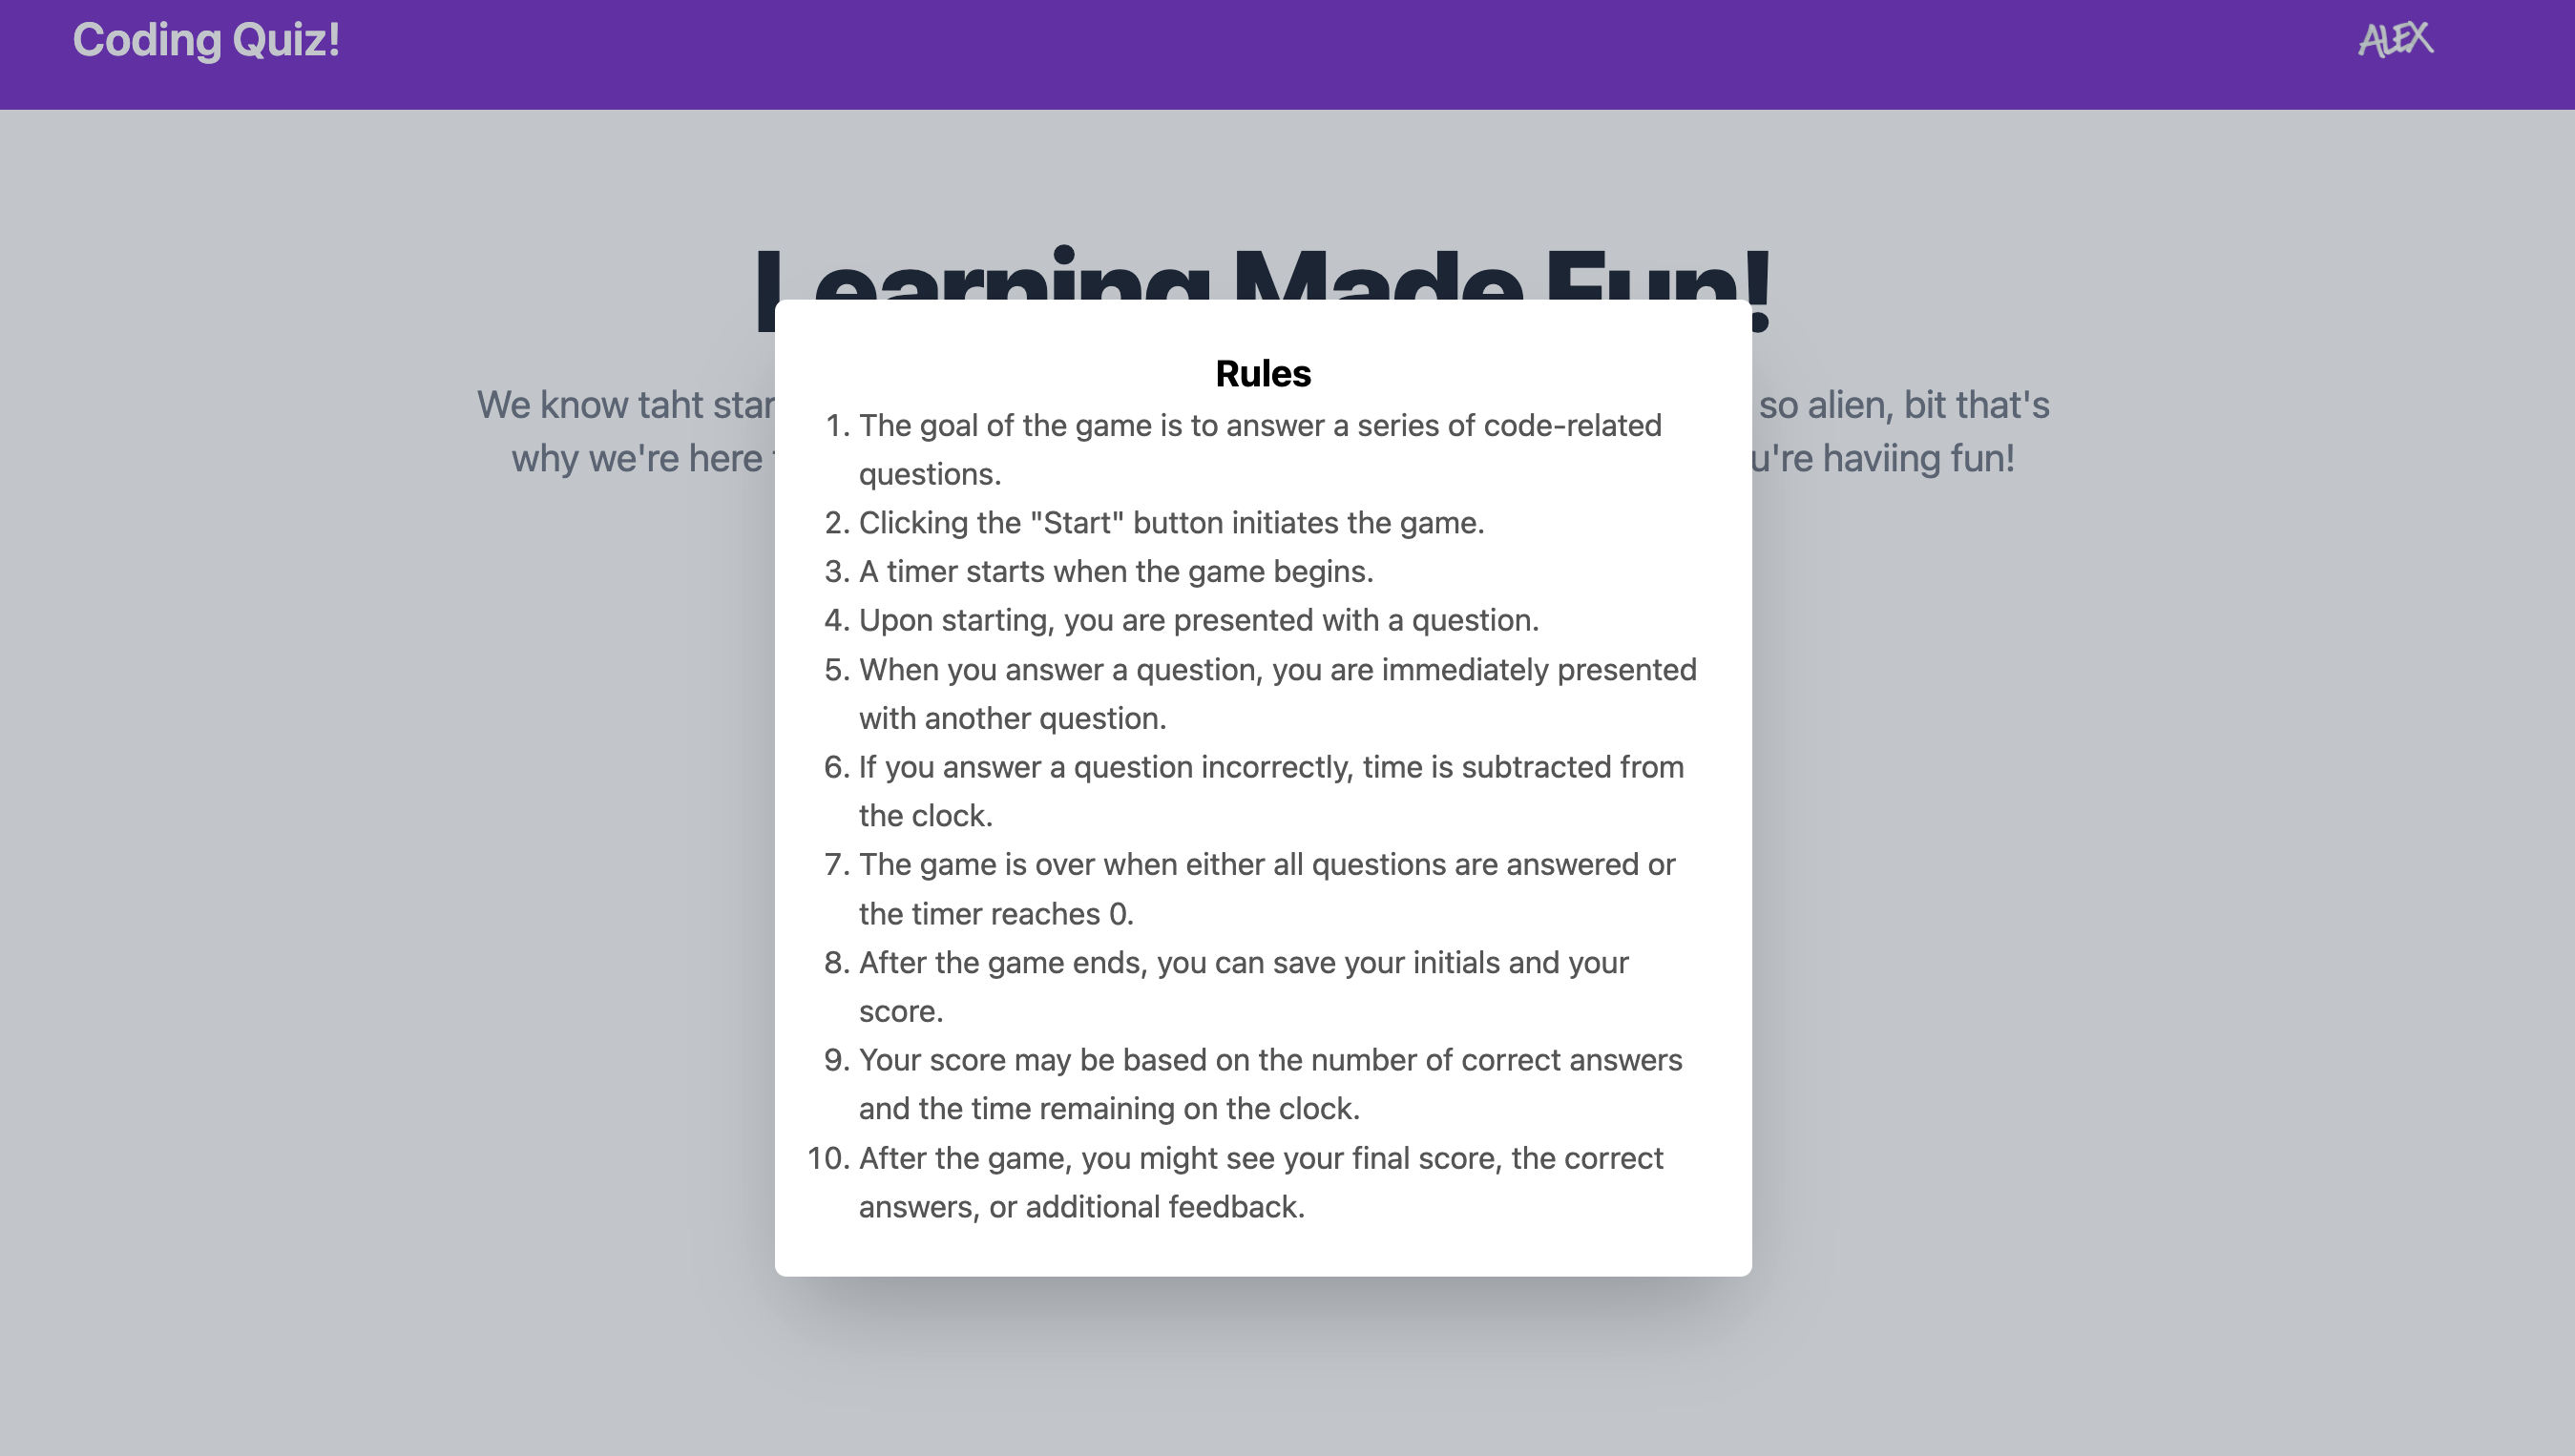 Coding Quiz!
ALEX
Learning Made Fun!
We know taht star
so alien, bit that's
why we're here
u're haviing fun!
Rules
1. The goal of the game is to answer a series of code-related
questions.
2. Clicking the "Start" button initiates the game.
3. A timer starts when the game begins.
4. Upon starting, you are presented with a question.
5. When you answer a question, you are immediately presented
with another question.
6. If you answer a question incorrectly, time is subtracted from
the clock.
7. The game is over when either all questions are answered or
the timer reaches 0.
8. After the game ends, you can save your initials and your
score.
9. Your score may be based on the number of correct answers
and the time remaining on the clock.
10. After the game, you might see your final score, the correct
answers, or additional feedback.